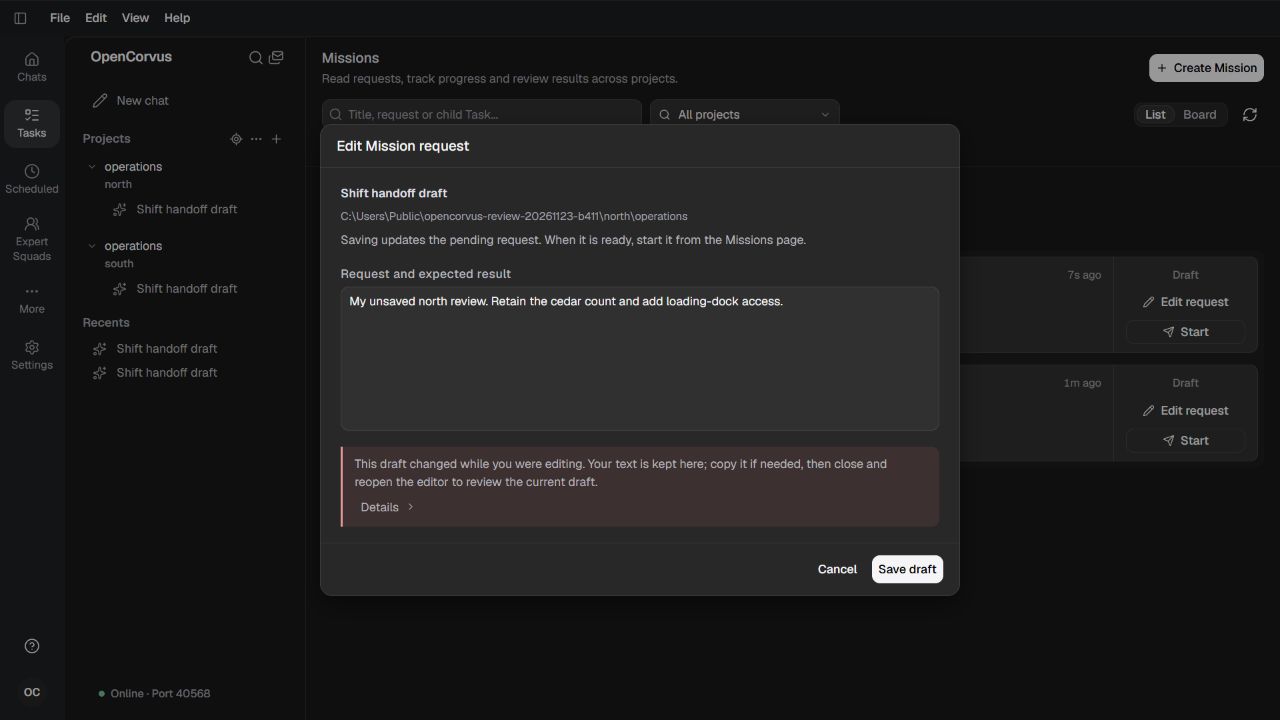 File Edit View Help
Chats
Tasks
Scheduled
Expert
Squads
More
Settings
OC
OpenCorvus
New chat
Projects
operations
north
Shift handoff draft
operations
south
Shift handoff draft
Recents
Shift handoff draft
Shift handoff draft
Online · Port 40568
Missions
Read requests, track progress and review results across projects.
+ Create Mission
Title, request or child Task...
All projects
List Board
7s ago
Draft
Edit request
Start
1m ago
Draft
Edit request
Start
Edit Mission request
Shift handoff draft
C:\Users\Public\opencorvus-review-20261123-b411\north\operations
Saving updates the pending request. When it is ready, start it from the Missions page.
Request and expected result
My unsaved north review. Retain the cedar count and add loading-dock access.
This draft changed while you were editing. Your text is kept here; copy it if needed, then close and
reopen the editor to review the current draft.
Details
Cancel Save draft